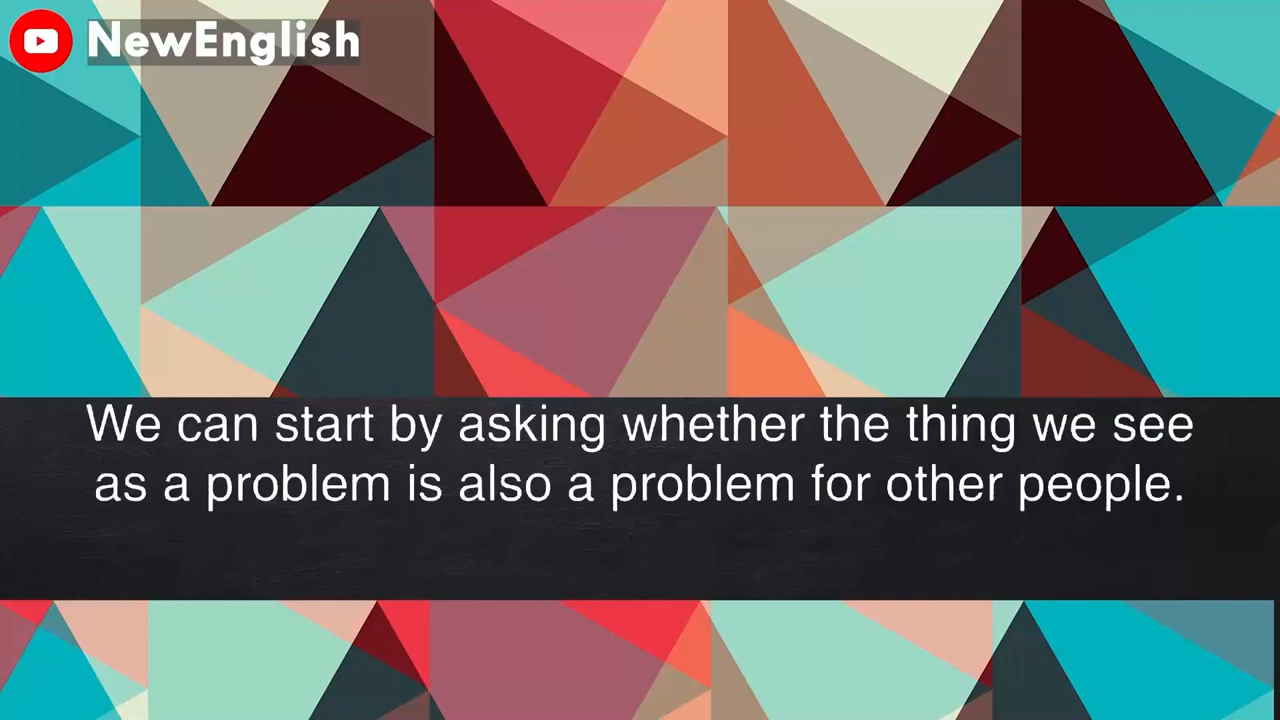 NewEnglish
We can start by asking whether the thing we see
as a problem is also a problem for other people.